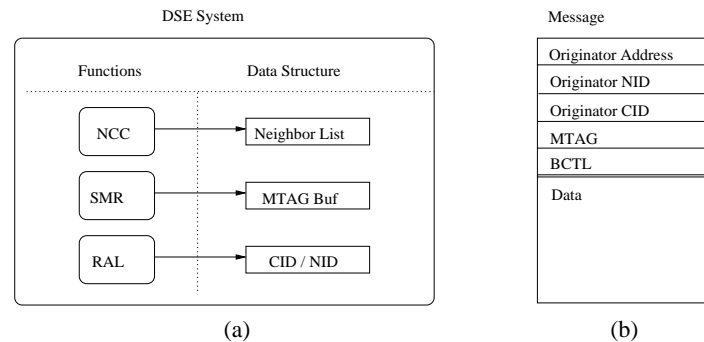 DSE System
Functions Data Structure
NCC Neighbor List
SMR MTAG Buf
RAL CID / NID
(a)
Message
Originator Address
Originator NID
Originator CID
MTAG
BCTL
Data
(b)